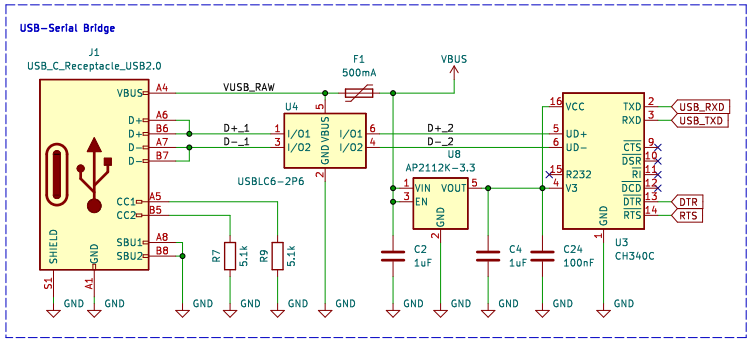 USB-Serial Bridge
J1
USB_C_Receptacle_USB2.0
VBUS A4
D+ A6
D+ B6
D- A7
D- B7
CC1 A5
CC2 B5
SBU1 A8
SBU2 B8
SHIELD
GND
S1
A1
VUSB_RAW
F1
500mA
VBUS
U4
5
VBUS
D+_1 1 I/O1 6 D+_2
D-_1 3 I/O2 4 D-_2
GND
2
USBLC6-2P6
U8
AP2112K-3.3
1 VIN VOUT 5
3 EN
GND
2
16 VCC TXD 2 USB_RXD
RXD 3 USB_TXD
5 UD+ CTS 9
6 UD- DSR 10
15 R232 RI 11
4 V3 DCD 12
DTR 13 DTR
RTS 14 RTS
GND
1
U3
CH340C
R7
5.1k
R9
5.1k
C2
1uF
C4
1uF
C24
100nF
GND GND GND GND GND GND GND GND GND GND GND